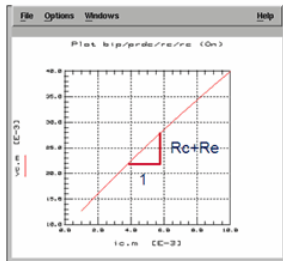 File Options Windows Help
Plot bip/prdc/rc/rc (On)
40.0
35.0
30.0
25.0
20.0
15.0
10.0
vc.m [E-3]
Rc+Re
1
0.0 2.0 4.0 6.0 8.0 10.0
ic.m [E-3]